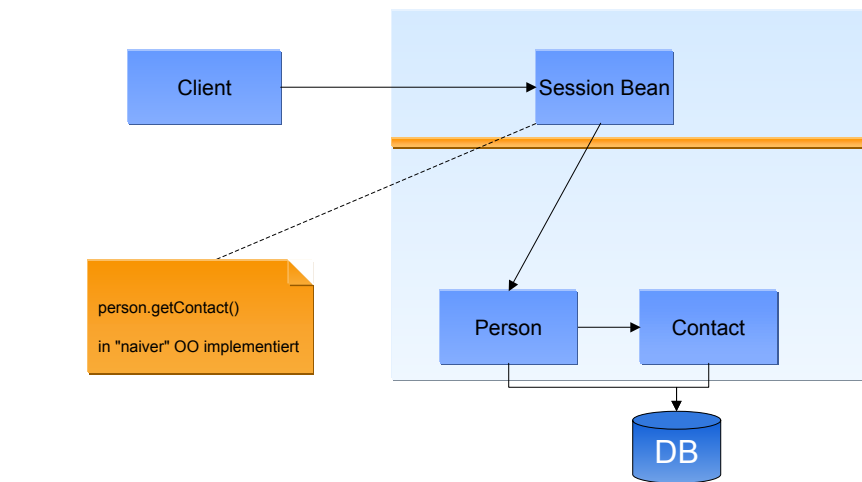 Client
Session Bean
person.getContact()
in "naiver" OO implementiert
Person
Contact
DB